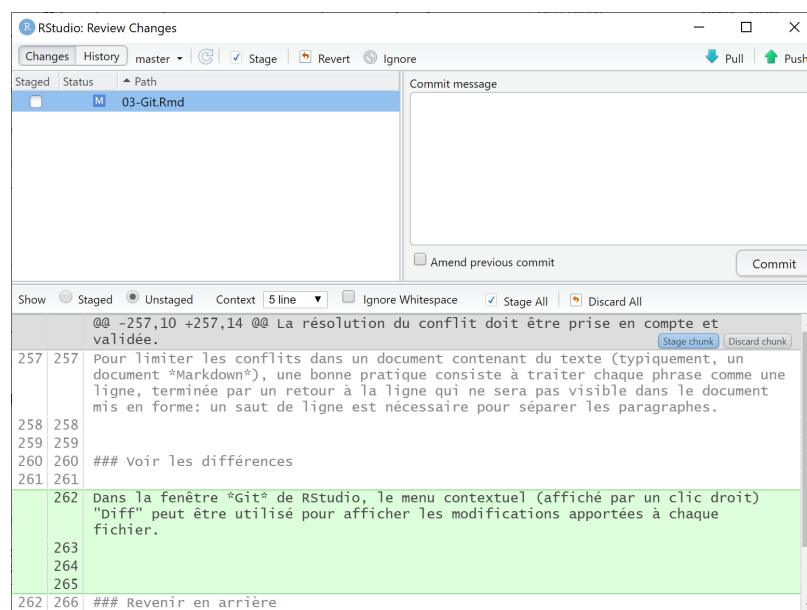 RStudio: Review Changes
Changes History master Stage Revert Ignore Pull Push
Staged Status Path
M 03-Git.Rmd
Commit message
Amend previous commit
Commit
Show Staged Unstaged Context 5 line Ignore Whitespace Stage All Discard All
@@ -257,10 +257,14 @@ La résolution du conflit doit être prise en compte et
validée.
Stage chunk Discard chunk
257 257 Pour limiter les conflits dans un document contenant du texte (typiquement, un
document *Markdown*), une bonne pratique consiste à traiter chaque phrase comme une
ligne, terminée par un retour à la ligne qui ne sera pas visible dans le document
mis en forme: un saut de ligne est nécessaire pour séparer les paragraphes.
258 258
259 259
260 260 ### Voir les différences
261 261
262 Dans la fenêtre *Git* de RStudio, le menu contextuel (affiché par un clic droit)
"Diff" peut être utilisé pour afficher les modifications apportées à chaque
fichier.
263
264
265
262 266 ### Revenir en arrière